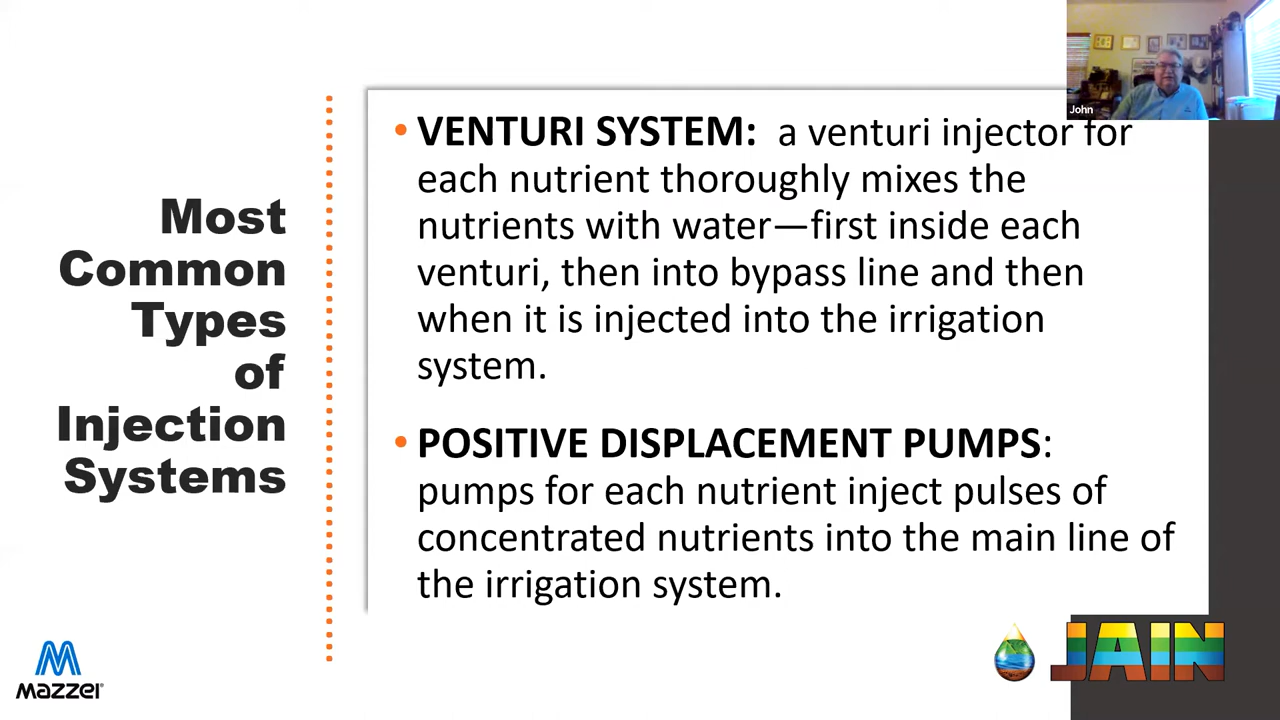 Most
Common
Types
of
Injection
Systems
• VENTURI SYSTEM: a venturi injector for
each nutrient thoroughly mixes the
nutrients with water—first inside each
venturi, then into bypass line and then
when it is injected into the irrigation
system.
• POSITIVE DISPLACEMENT PUMPS:
pumps for each nutrient inject pulses of
concentrated nutrients into the main line of
the irrigation system.
John
Mazzei®
JAIN